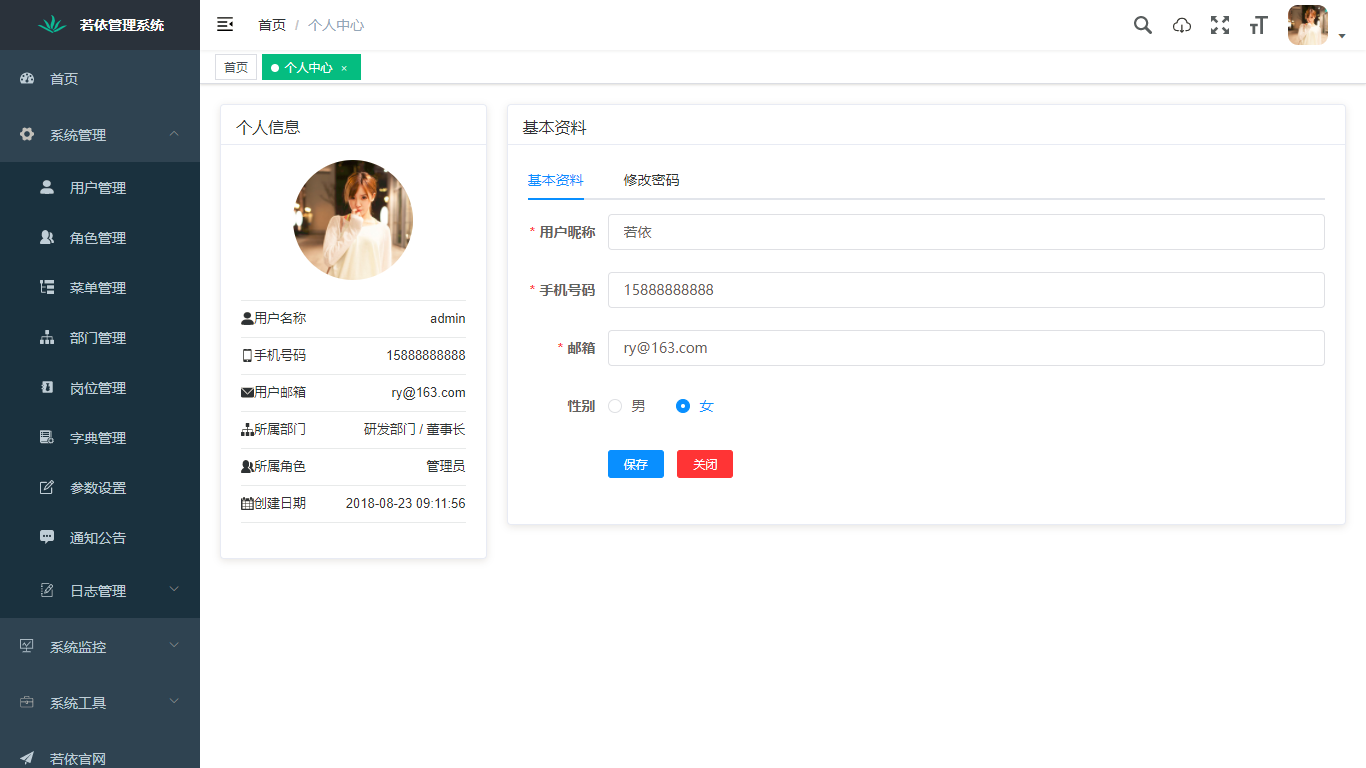 若依管理系统
首页
系统管理
用户管理
角色管理
菜单管理
部门管理
岗位管理
字典管理
参数设置
通知公告
日志管理
系统监控
系统工具
若依官网
首页 / 个人中心
首页
个人中心 ×
个人信息
用户名称 admin
手机号码 15888888888
用户邮箱 ry@163.com
所属部门 研发部门 / 董事长
所属角色 管理员
创建日期 2018-08-23 09:11:56
基本资料
基本资料 修改密码
* 用户昵称 若依
* 手机号码 15888888888
* 邮箱 ry@163.com
性别 男 女
保存 关闭